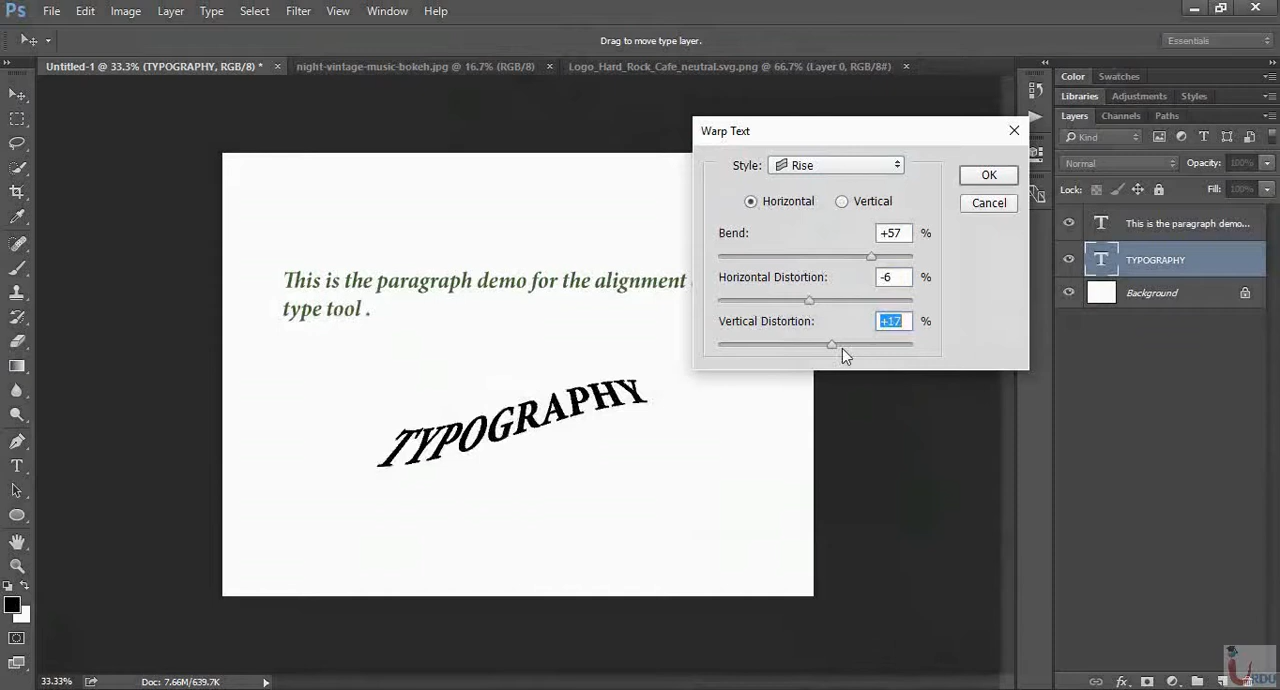 Ps File Edit Image Layer Type Select Filter View Window Help
Drag to move type layer.
Essentials
Untitled-1 @ 33.3% (TYPOGRAPHY, RGB/8) *
night-vintage-music-bokeh.jpg @ 16.7% (RGB/8)
Logo_Hard_Rock_Cafe_neutral.svg.png @ 66.7% (Layer 0, RGB/8#)
Color Swatches
Libraries Adjustments Styles
Layers Channels Paths
Kind
Normal Opacity: 100%
Lock: Fill: 100%
This is the paragraph demo...
TYPOGRAPHY
Background
Warp Text
Style: Rise
OK
Horizontal Vertical
Cancel
Bend: +57 %
Horizontal Distortion: -6 %
Vertical Distortion: +17 %
This is the paragraph demo for the alignment
type tool .
TYPOGRAPHY
33.33% Doc: 7.66M/639.7K
URDU